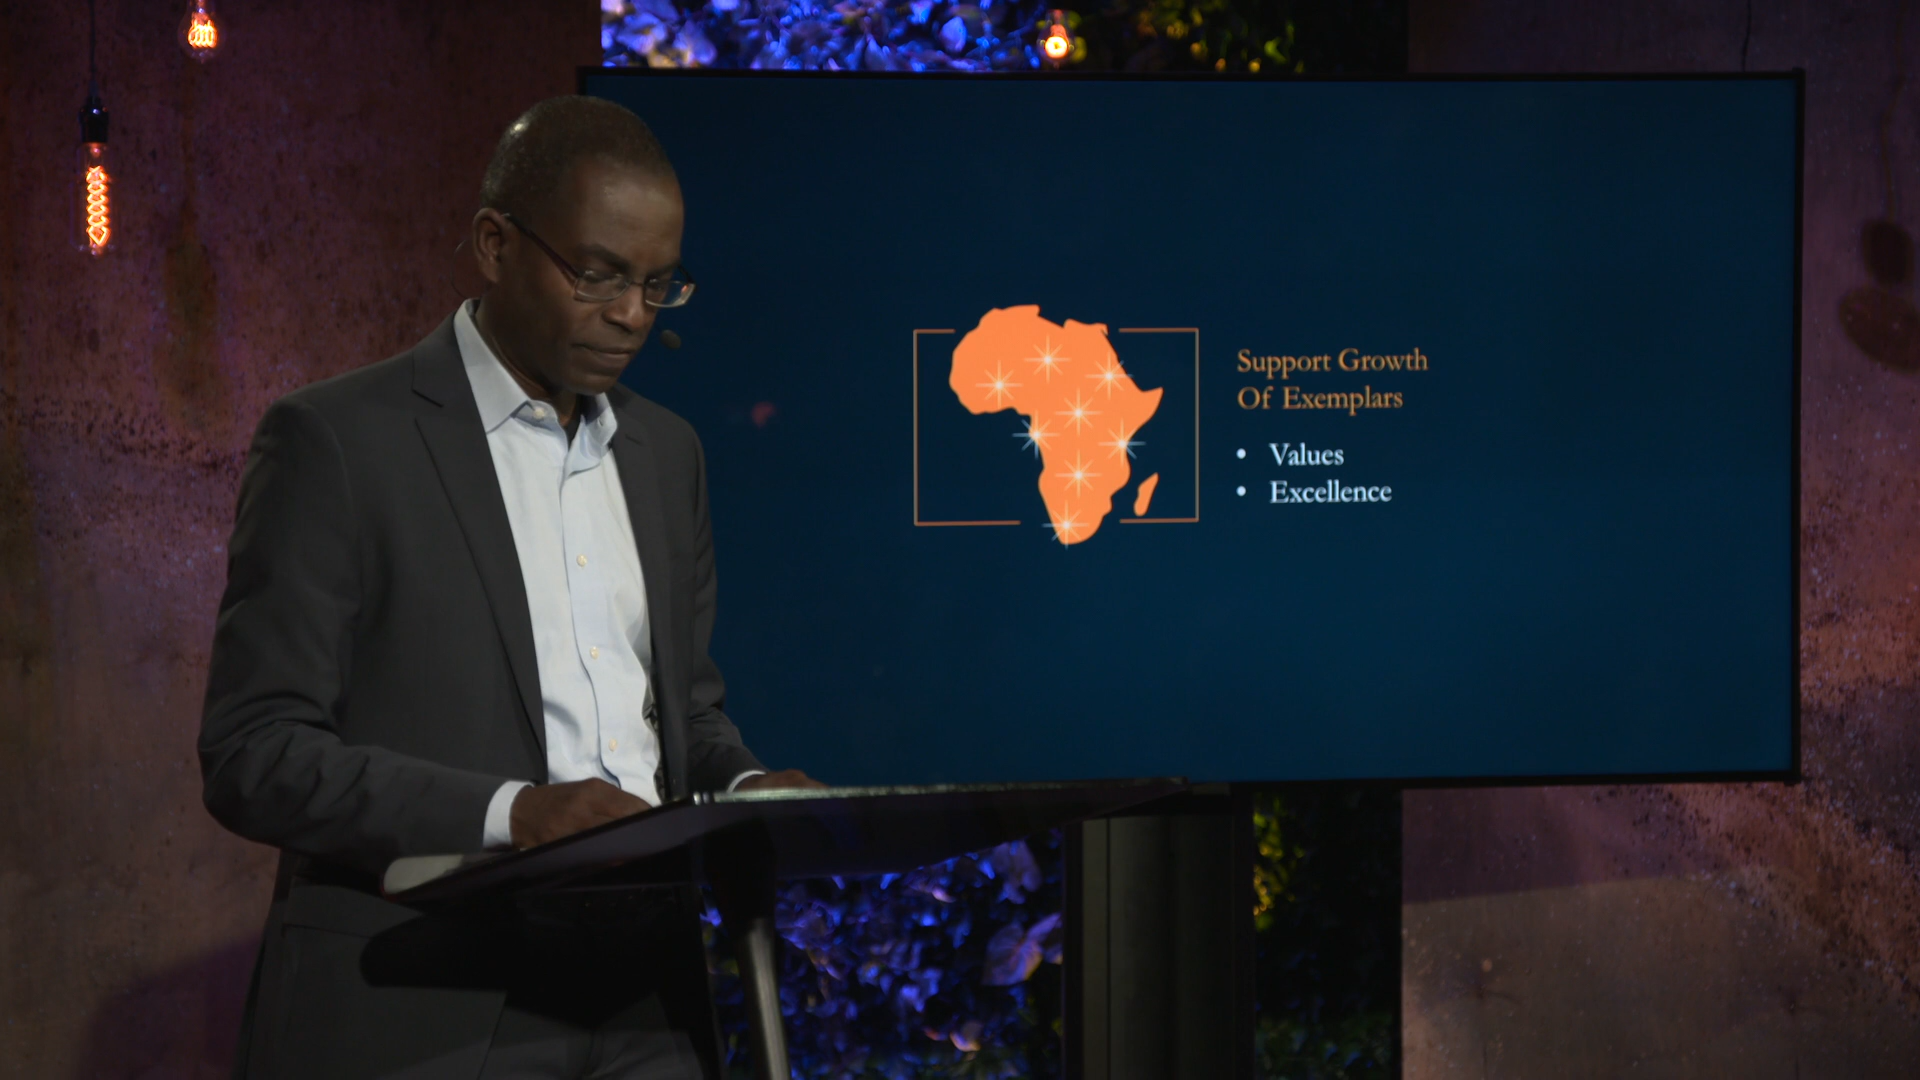 Support Growth
Of Exemplars
• Values
• Excellence